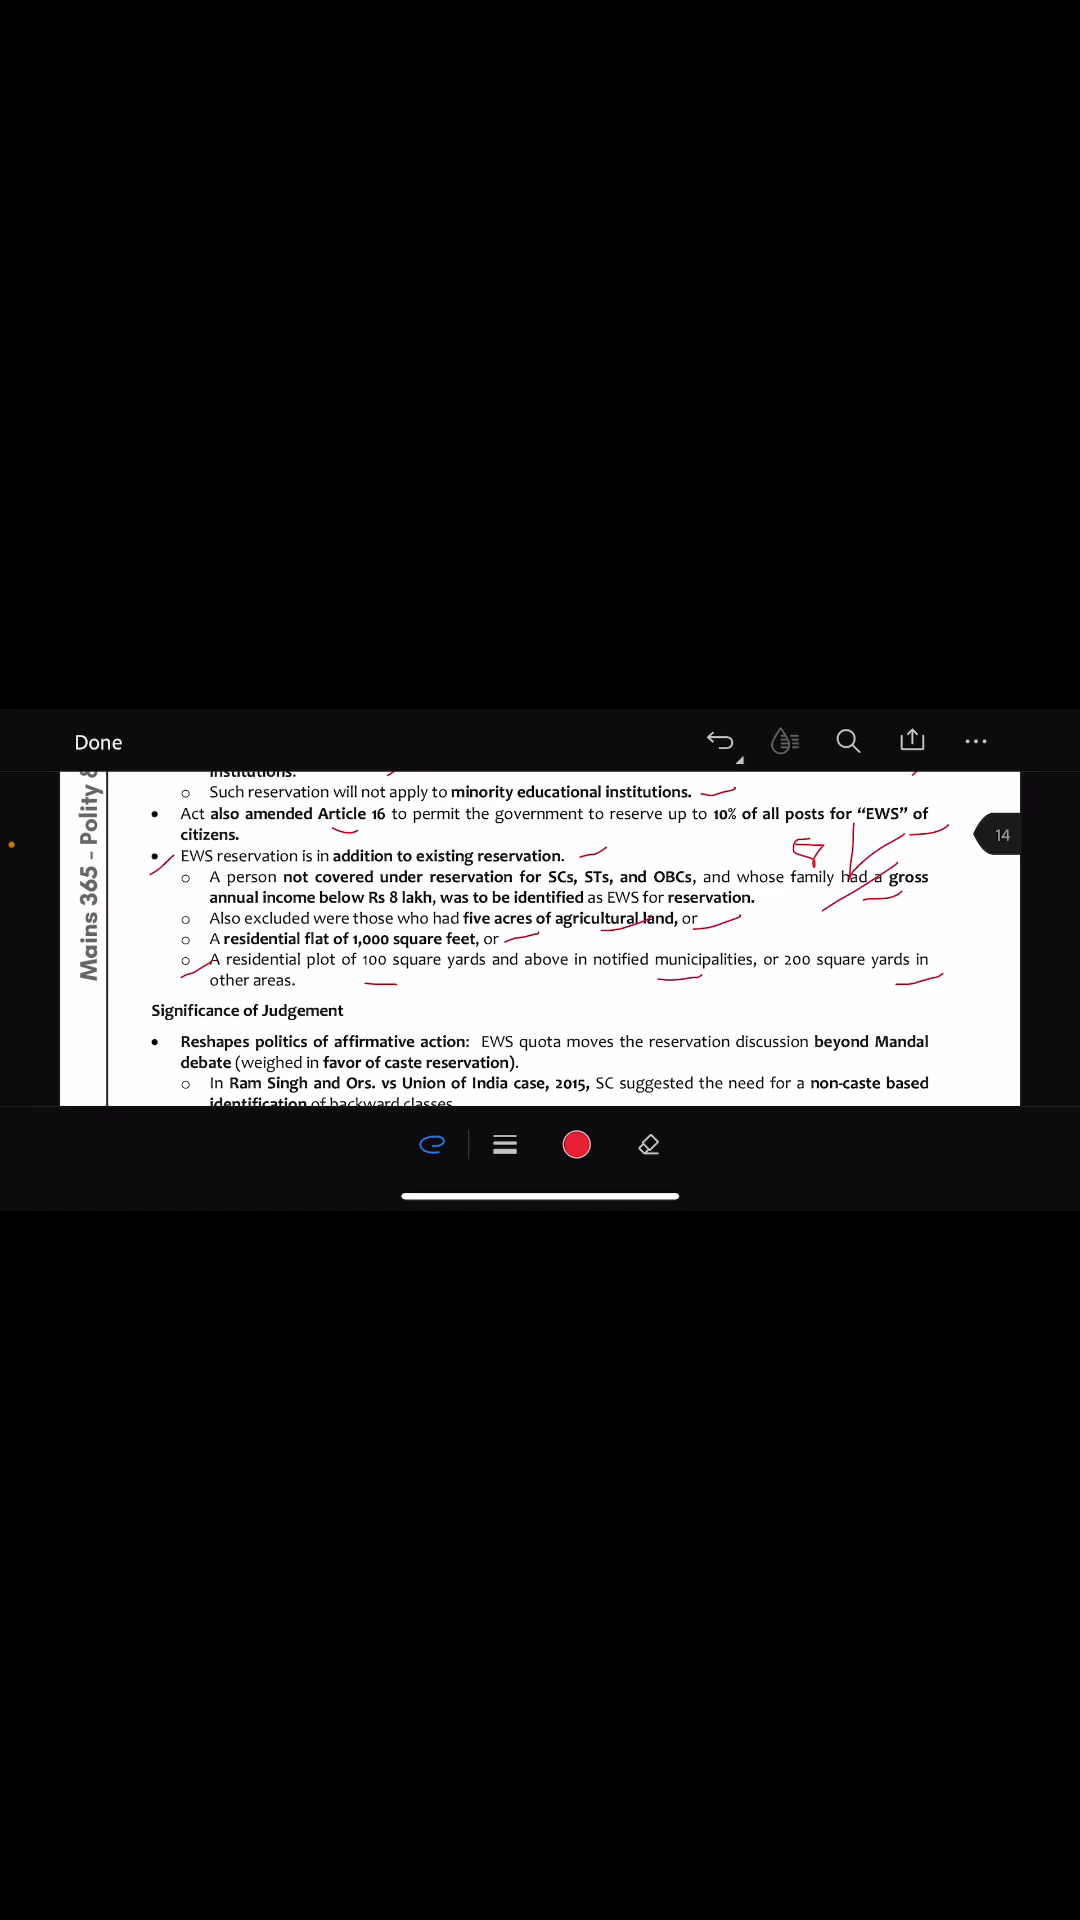 Done
institutions.
o Such reservation will not apply to minority educational institutions.
• Act also amended Article 16 to permit the government to reserve up to 10% of all posts for “EWS” of
citizens.
14
• EWS reservation is in addition to existing reservation.
o A person not covered under reservation for SCs, STs, and OBCs, and whose family had a gross
annual income below Rs 8 lakh, was to be identified as EWS for reservation.
o Also excluded were those who had five acres of agricultural land, or
o A residential flat of 1,000 square feet, or
o A residential plot of 100 square yards and above in notified municipalities, or 200 square yards in
other areas.
Significance of Judgement
• Reshapes politics of affirmative action: EWS quota moves the reservation discussion beyond Mandal
debate (weighed in favor of caste reservation).
o In Ram Singh and Ors. vs Union of India case, 2015, SC suggested the need for a non-caste based
identification of backward classes.
Mains 365 - Polity &